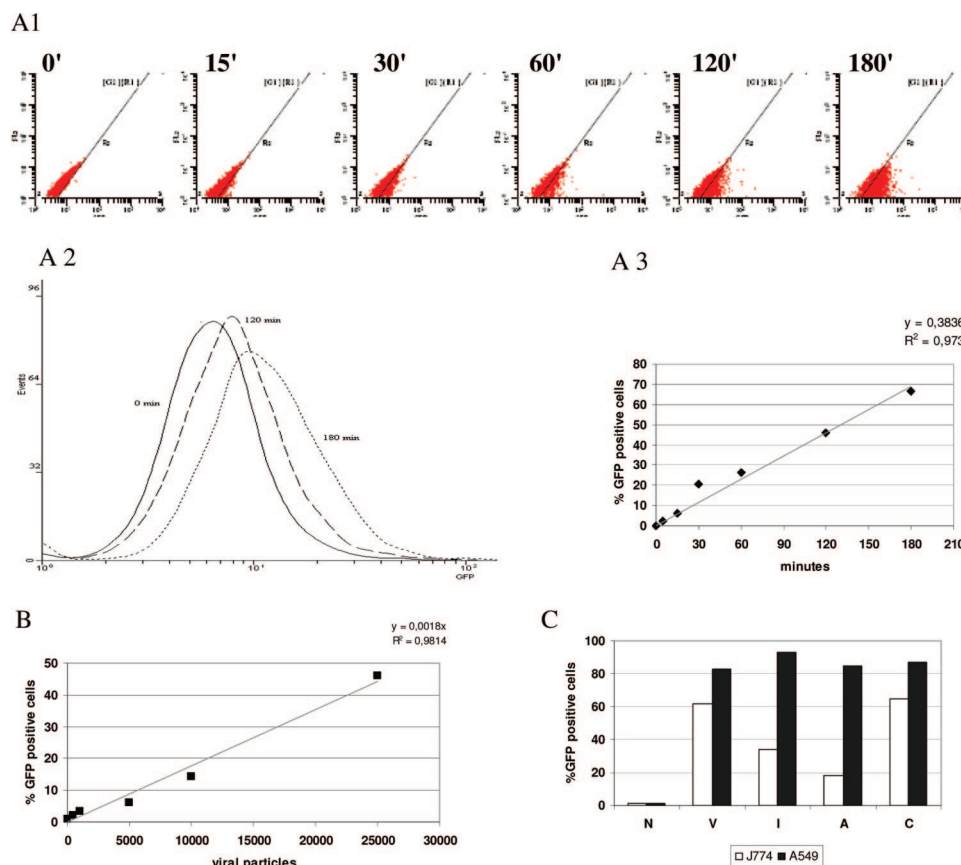 A1
0' 15' 30' 60' 120' 180'
A 2
96
64
32
0
Events
0 min
120 min
180 min
10⁰ 10¹ 10²
GFP
A 3
y = 0,3836
R² = 0,973
% GFP positive cells
80
70
60
50
40
30
20
10
0
0 30 60 90 120 150 180 210
minutes
B
y = 0,0018x
R² = 0,9814
% GFP positive cells
50
40
30
20
10
0
0 5000 10000 15000 20000 25000 30000
viral particles
C
%GFP positive cells
100
80
60
40
20
0
N V I A C
J774 A549